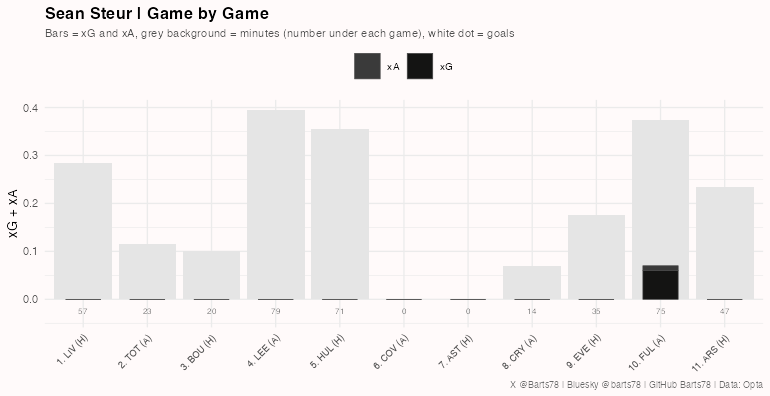 Sean Steur | Game by Game
Bars = xG and xA, grey background = minutes (number under each game), white dot = goals
xA xG
xG + xA
0.4
0.3
0.2
0.1
0.0
57 23 20 79 71 0 0 14 35 75 47
1. LIV (H) 2. TOT (A) 3. BOU (H) 4. LEE (A) 5. HUL (H) 6. COV (A) 7. AST (H) 8. CRY (A) 9. EVE (H) 10. FUL (A) 11. ARS (H)
X @Barts78 | Bluesky @barts78 | GitHub Barts78 | Data: Opta